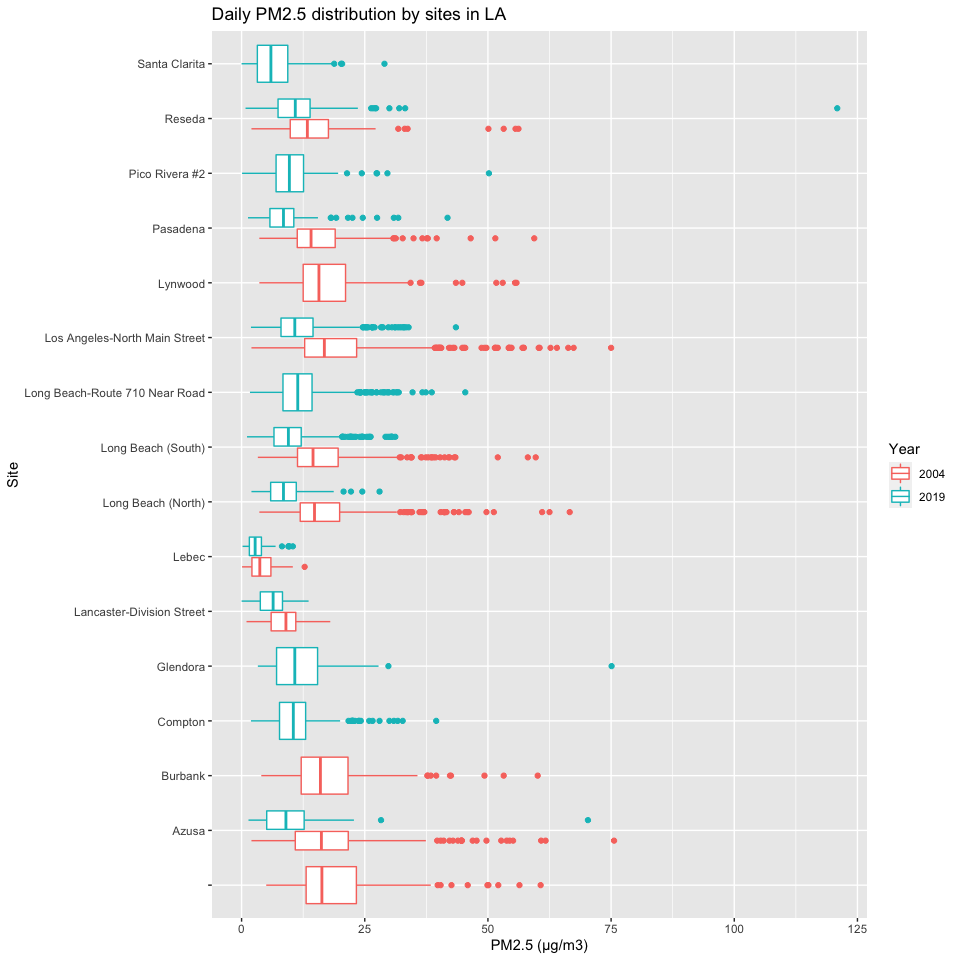 Daily PM2.5 distribution by sites in LA
Site
Santa Clarita
Reseda
Pico Rivera #2
Pasadena
Lynwood
Los Angeles-North Main Street
Long Beach-Route 710 Near Road
Long Beach (South)
Long Beach (North)
Lebec
Lancaster-Division Street
Glendora
Compton
Burbank
Azusa
0 25 50 75 100 125
PM2.5 (μg/m3)
Year
2004
2019